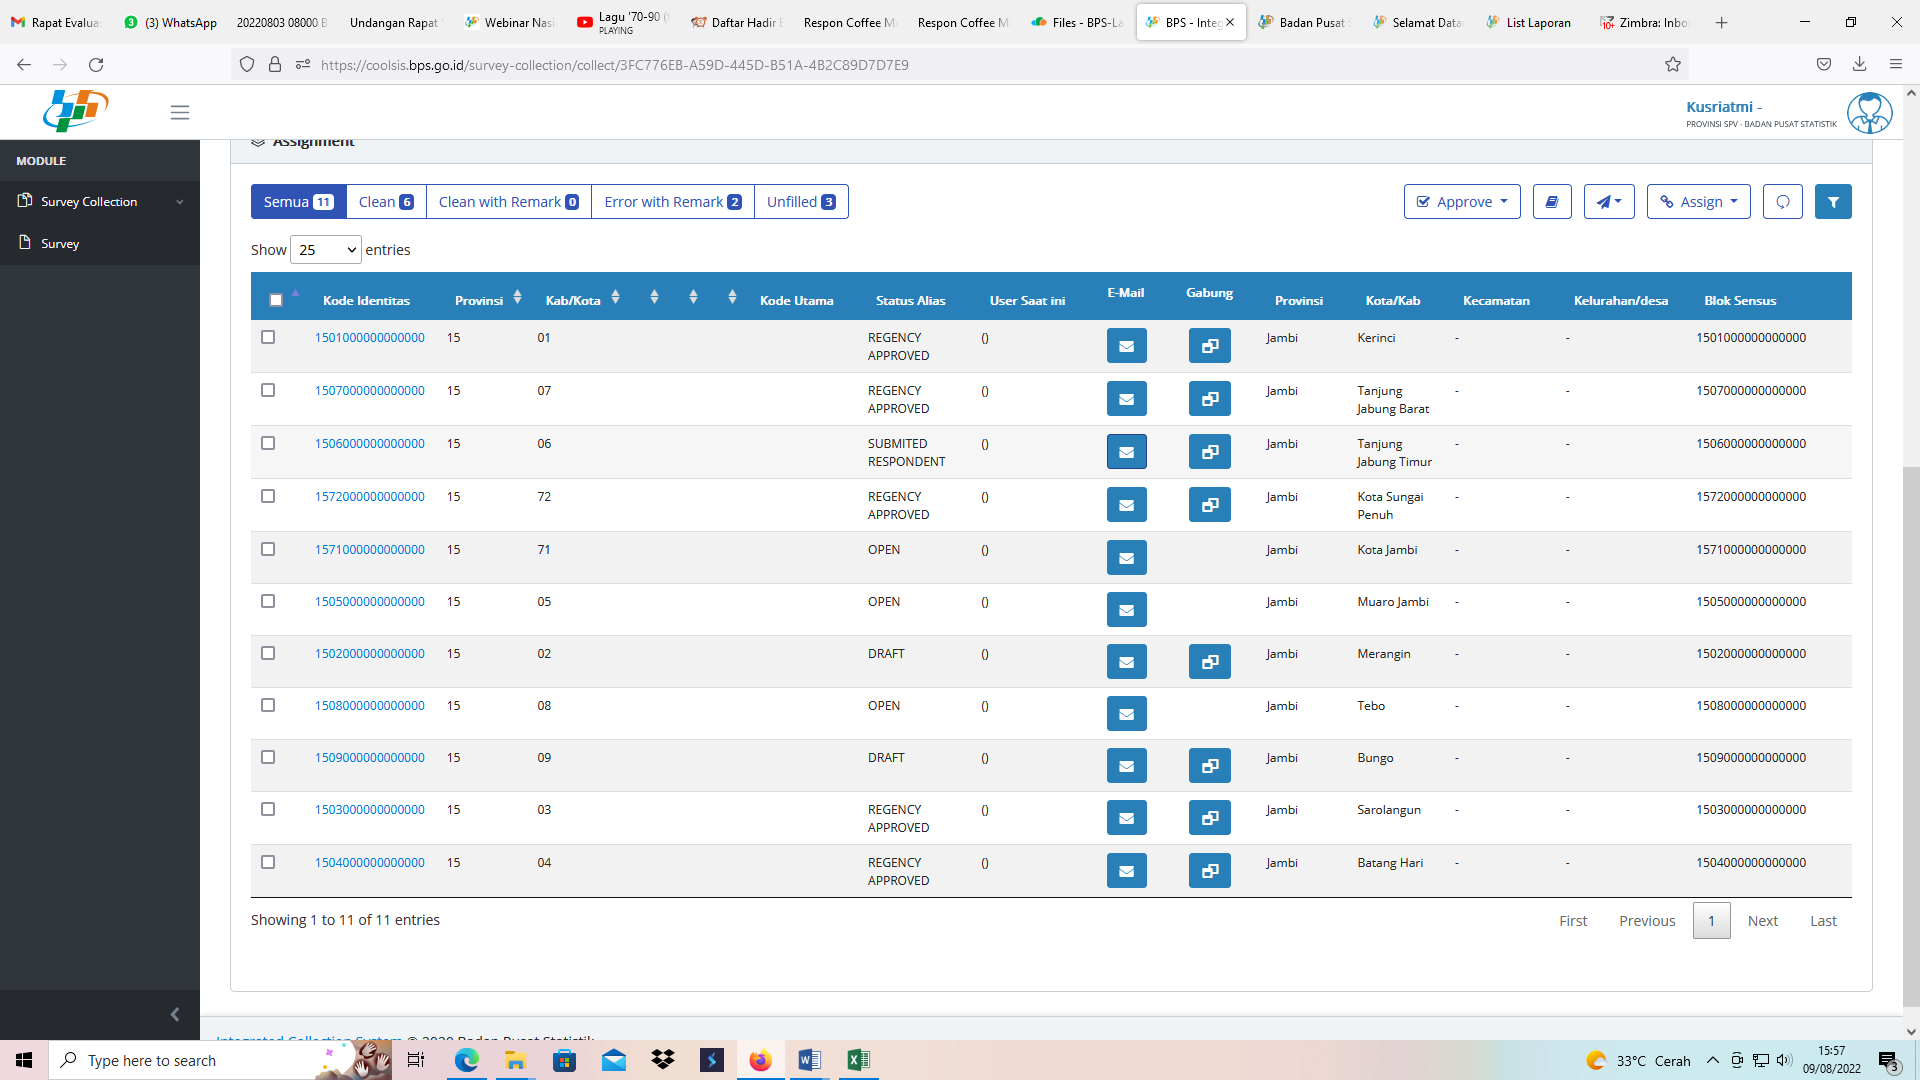 Rapat Evalua
(3) WhatsApp
20220803 08000 B
Undangan Rapat
Webinar Nasi
Lagu '70-90 (
PLAYING
Daftar Hadir
Respon Coffee M
Respon Coffee M
Files - BPS-La
BPS - Integ
Badan Pusat
Selamat Data
List Laporan
Zimbra: Inbo
https://coolsis.bps.go.id/survey-collection/collect/3FC776EB-A59D-445D-B51A-4B2C89D7D7E9
Kusriatmi -
PROVINSI SPV - BADAN PUSAT STATISTIK
MODULE
Survey Collection
Survey
Assignment
Semua 11 Clean 6 Clean with Remark 0 Error with Remark 2 Unfilled 3
Approve Assign
Show 25 entries
Kode Identitas Provinsi Kab/Kota Kode Utama Status Alias User Saat ini E-Mail Gabung Provinsi Kota/Kab Kecamatan Kelurahan/desa Blok Sensus
1501000000000000 15 01 REGENCY APPROVED () Jambi Kerinci - - 1501000000000000
1507000000000000 15 07 REGENCY APPROVED () Jambi Tanjung Jabung Barat - - 1507000000000000
1506000000000000 15 06 SUBMITED RESPONDENT () Jambi Tanjung Jabung Timur - - 1506000000000000
1572000000000000 15 72 REGENCY APPROVED () Jambi Kota Sungai Penuh - - 1572000000000000
1571000000000000 15 71 OPEN () Jambi Kota Jambi - - 1571000000000000
1505000000000000 15 05 OPEN () Jambi Muaro Jambi - - 1505000000000000
1502000000000000 15 02 DRAFT () Jambi Merangin - - 1502000000000000
1508000000000000 15 08 OPEN () Jambi Tebo - - 1508000000000000
1509000000000000 15 09 DRAFT () Jambi Bungo - - 1509000000000000
1503000000000000 15 03 REGENCY APPROVED () Jambi Sarolangun - - 1503000000000000
1504000000000000 15 04 REGENCY APPROVED () Jambi Batang Hari - - 1504000000000000
Showing 1 to 11 of 11 entries
First Previous 1 Next Last
Integrated Collection System © 2020 Badan Pusat Statistik
Type here to search
33°C Cerah
15:57
09/08/2022
3